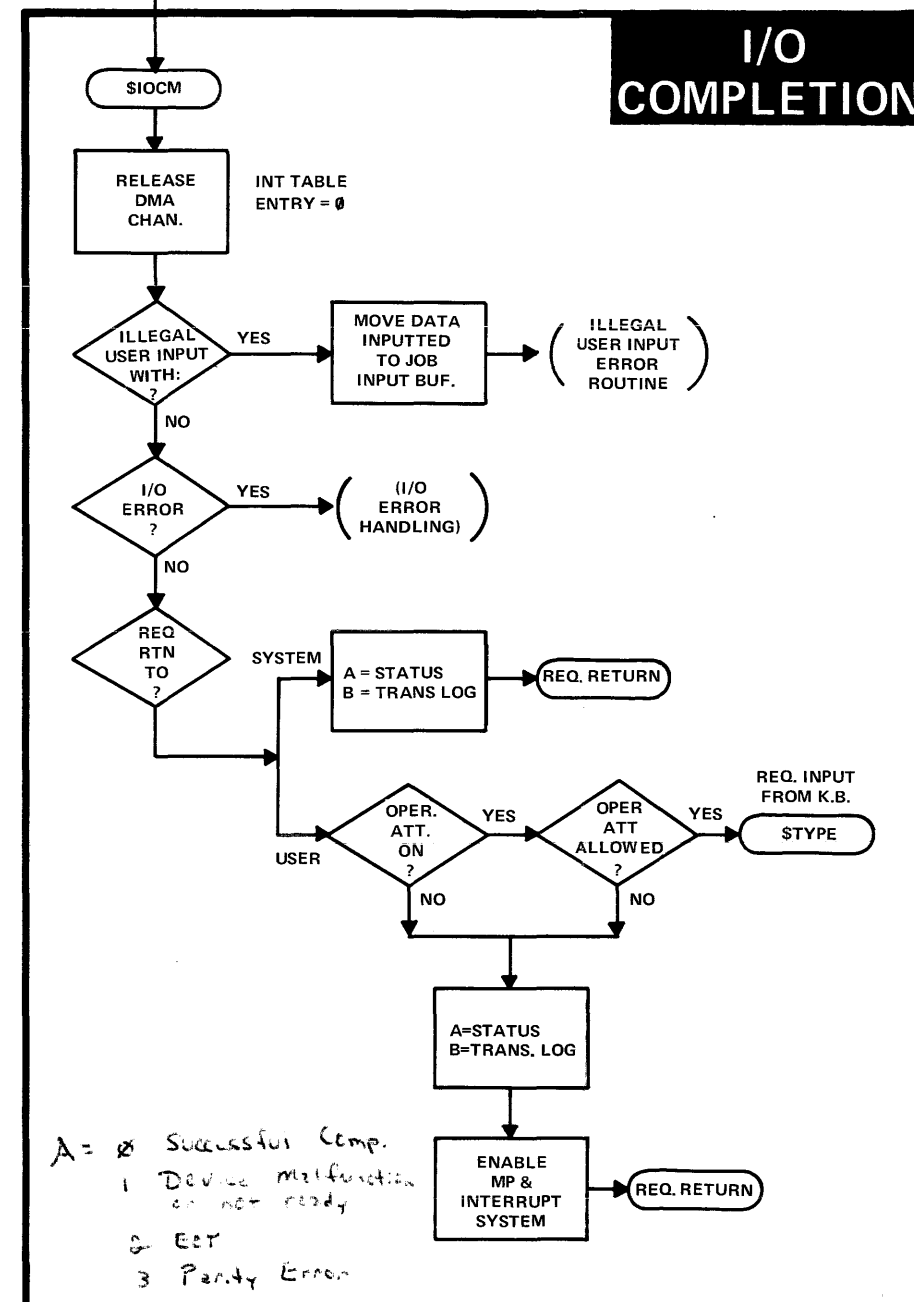 I/O
COMPLETION
$IOCM
RELEASE
DMA
CHAN.
INT TABLE
ENTRY = Ø
ILLEGAL
USER INPUT
WITH:
?
YES
MOVE DATA
INPUTTED
TO JOB
INPUT BUF.
ILLEGAL
USER INPUT
ERROR
ROUTINE
NO
I/O
ERROR
?
YES
(I/O
ERROR
HANDLING)
NO
REQ
RTN
TO
?
SYSTEM
A = STATUS
B = TRANS LOG
REQ. RETURN
USER
OPER.
ATT.
ON
?
YES
OPER
ATT
ALLOWED
?
YES
REQ. INPUT
FROM K.B.
$TYPE
NO
NO
A=STATUS
B=TRANS. LOG
ENABLE
MP &
INTERRUPT
SYSTEM
REQ. RETURN
A = Ø Successful Comp.
1 Device Malfunction
or not ready
2 EOT
3 Parity Error